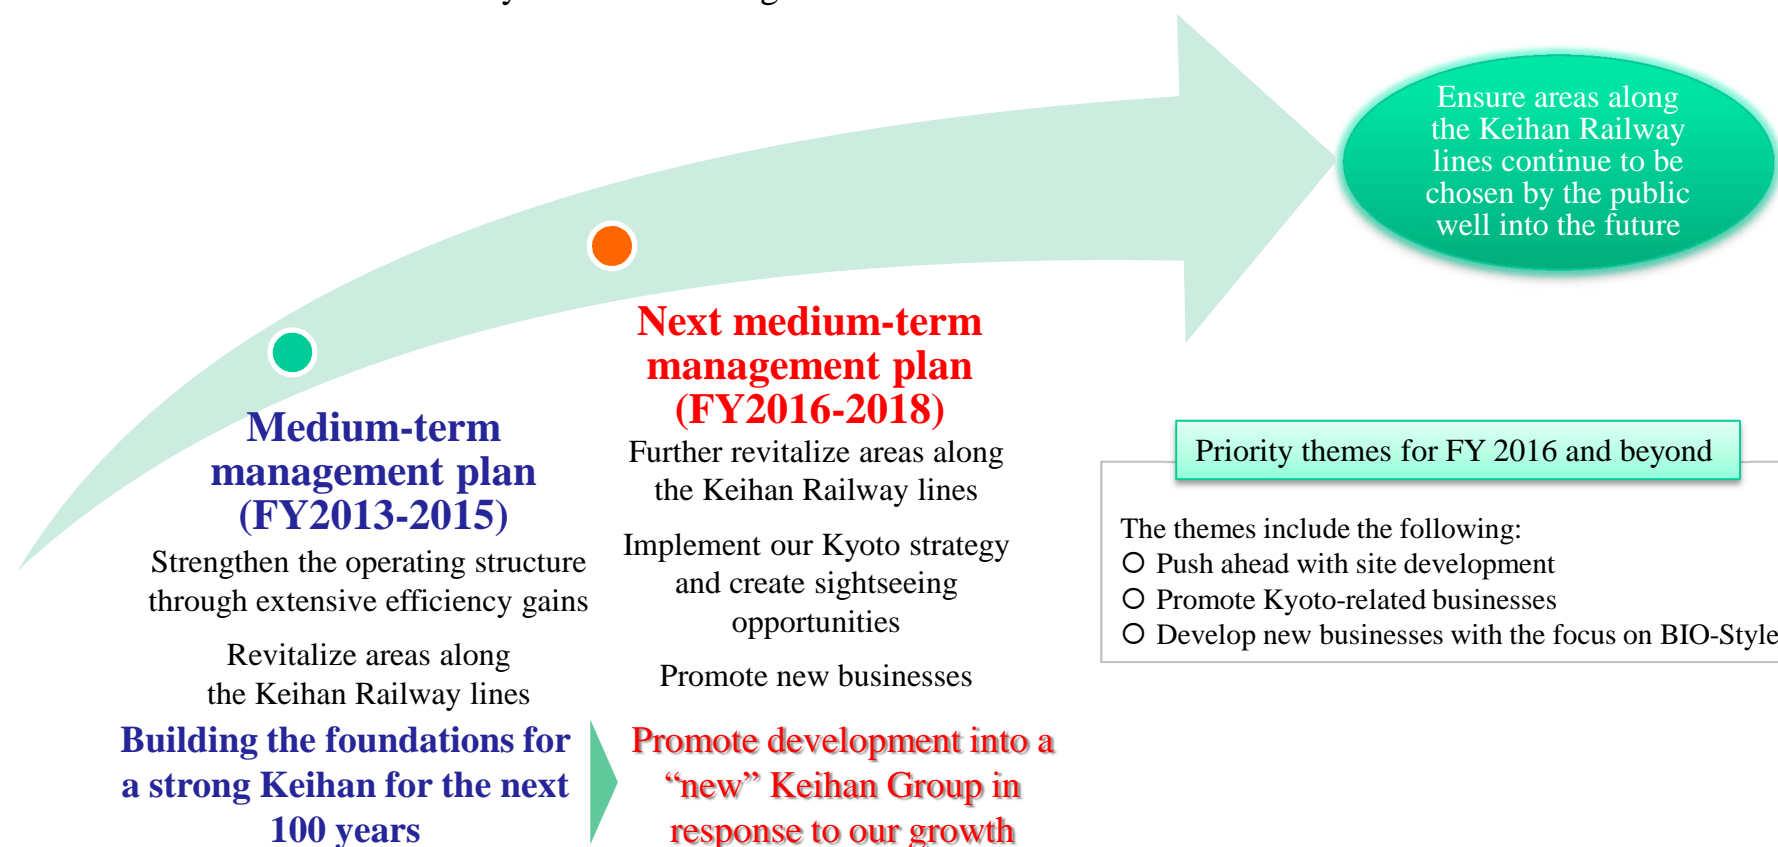 Ensure areas along
the Keihan Railway
lines continue to be
chosen by the public
well into the future
Medium-term
management plan
(FY2013-2015)
Strengthen the operating structure
through extensive efficiency gains
Revitalize areas along
the Keihan Railway lines
Building the foundations for
a strong Keihan for the next
100 years
Next medium-term
management plan
(FY2016-2018)
Further revitalize areas along
the Keihan Railway lines
Implement our Kyoto strategy
and create sightseeing
opportunities
Promote new businesses
Promote development into a
“new” Keihan Group in
response to our growth
Priority themes for FY 2016 and beyond
The themes include the following:
○ Push ahead with site development
○ Promote Kyoto-related businesses
○ Develop new businesses with the focus on BIO-Style